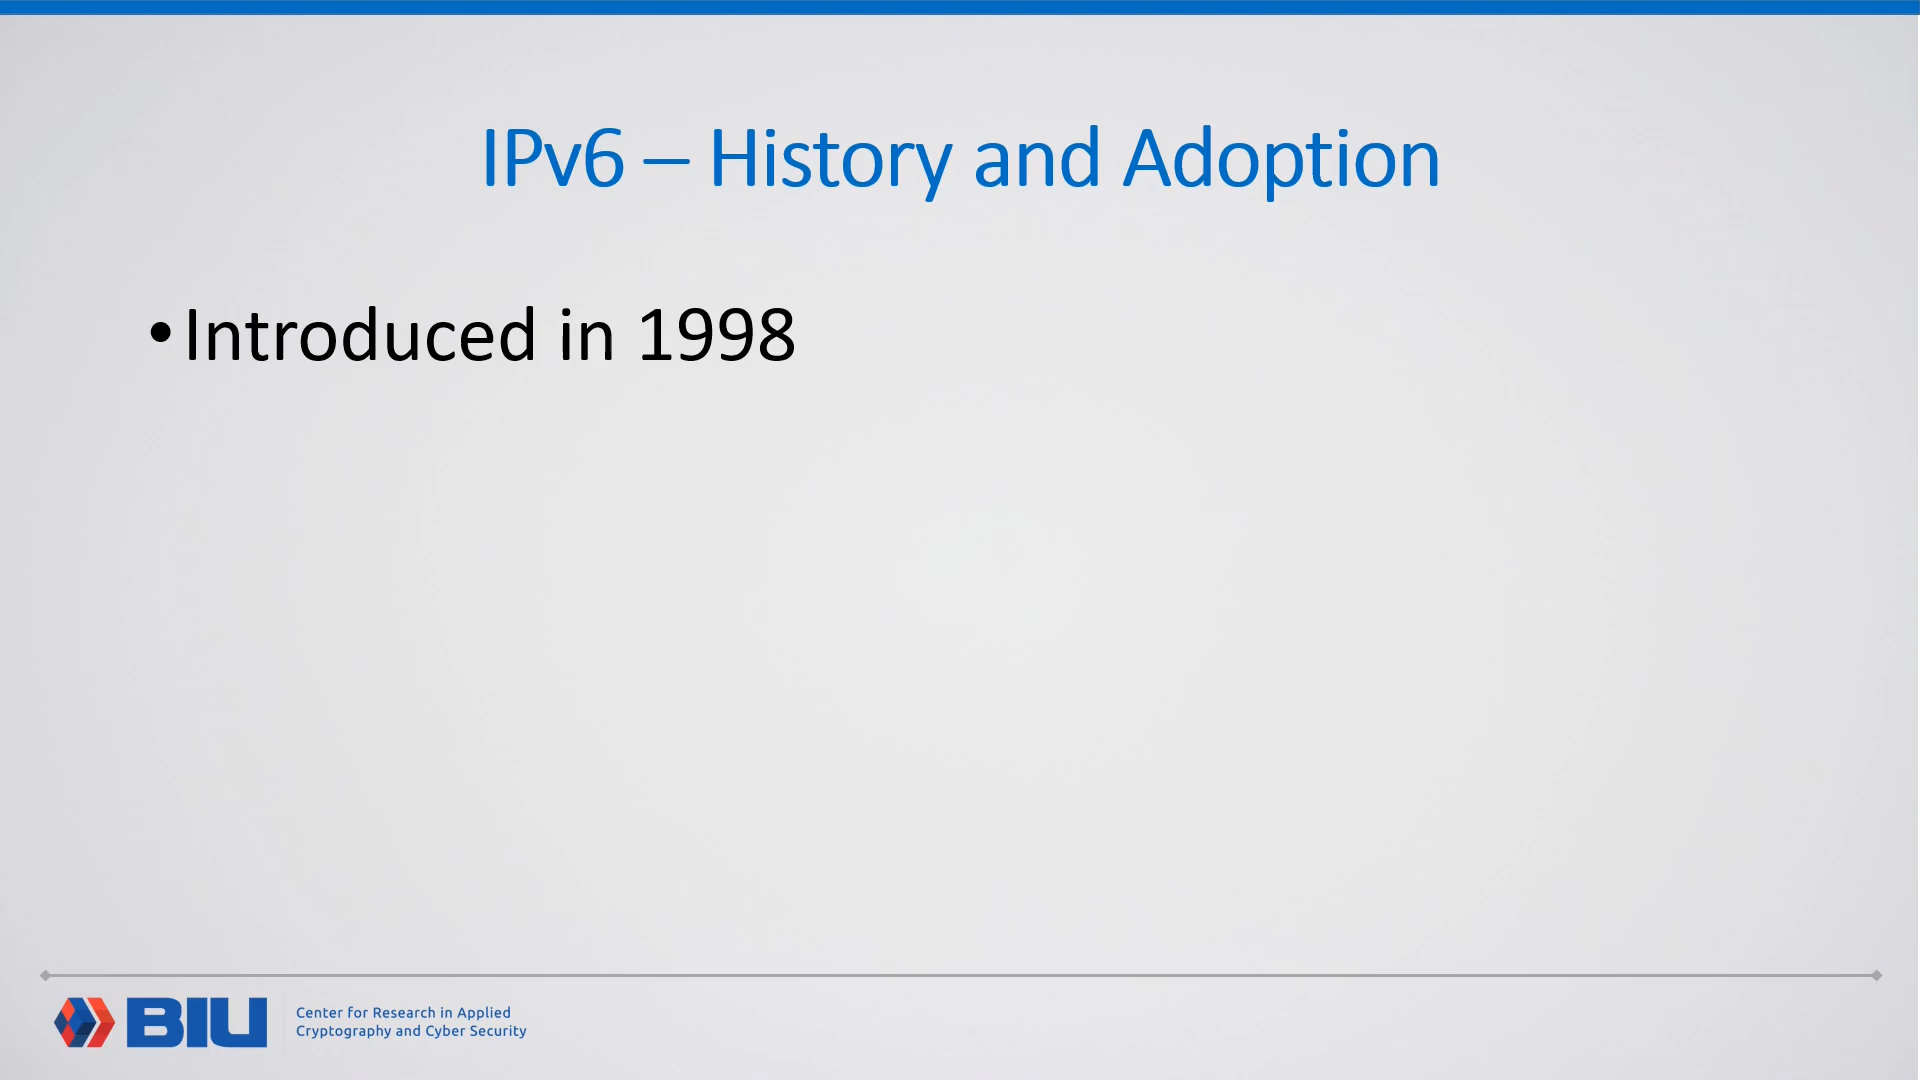 IPv6 – History and Adoption
•Introduced in 1998
BIU
Center for Research in Applied
Cryptography and Cyber Security